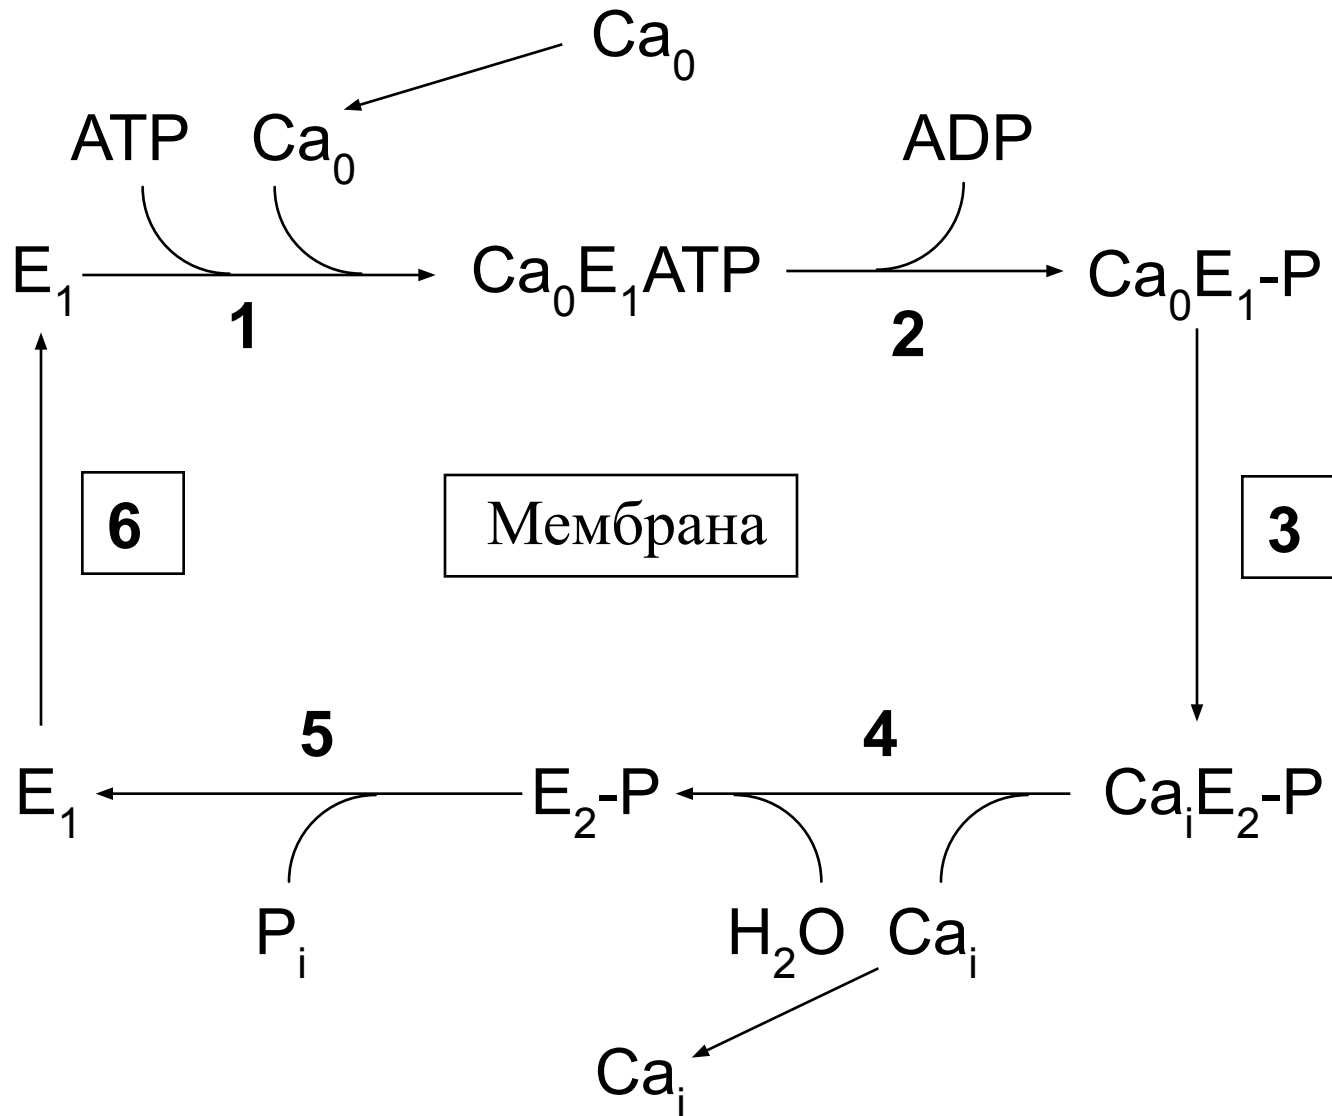 Ca₀
ATP Ca₀ ADP
E₁ Ca₀E₁ATP Ca₀E₁-P
1 2
6 Мембрана 3
5 4
E₁ E₂-P CaᵢE₂-P
Pᵢ H₂O Caᵢ
Caᵢ